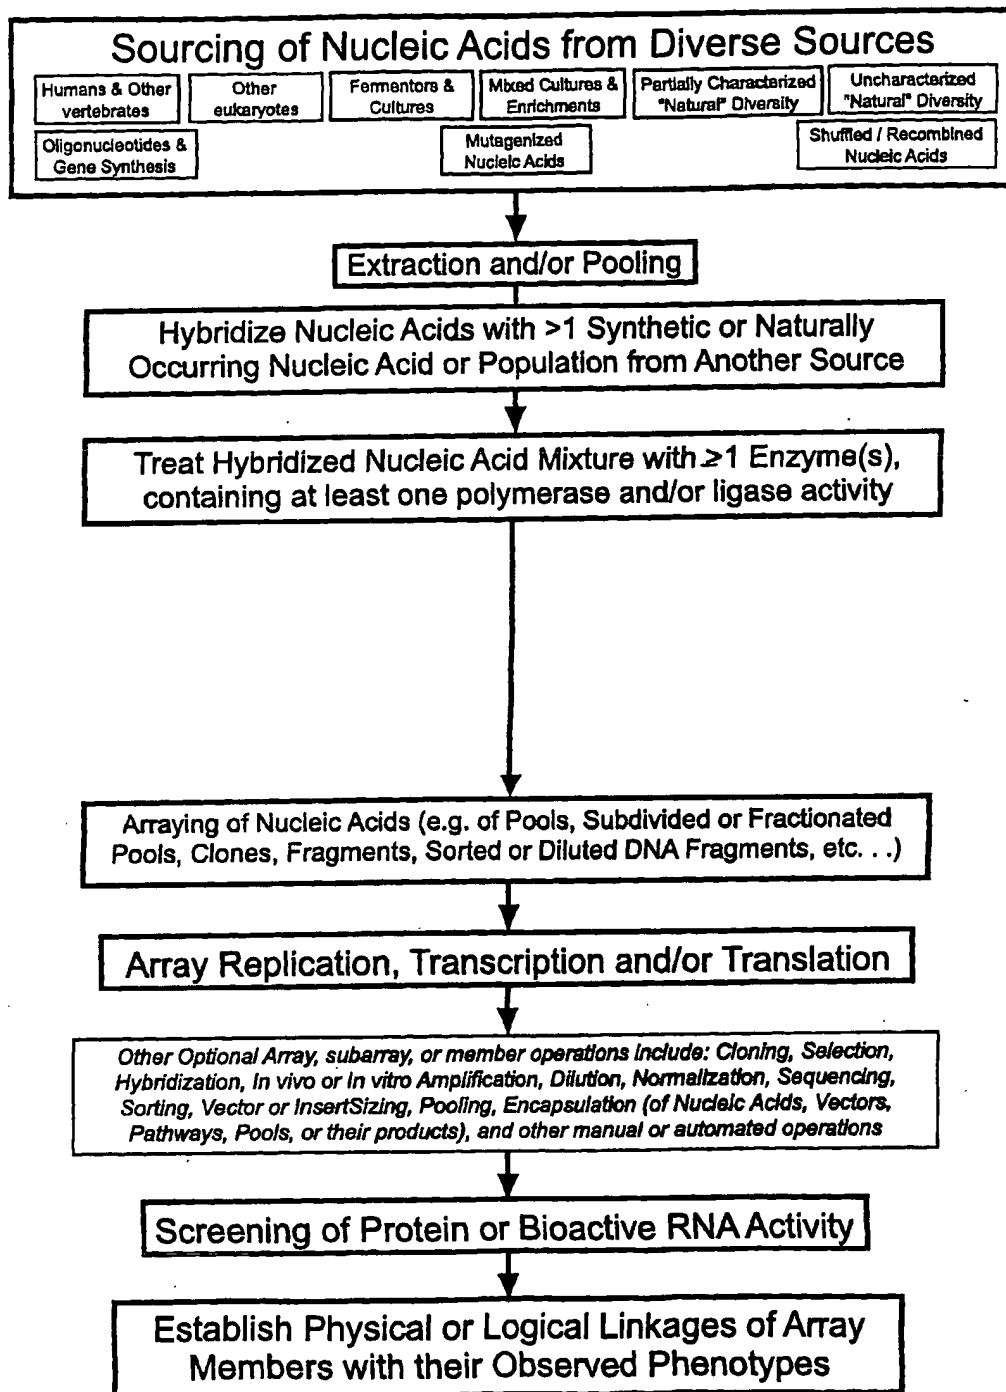 Sourcing of Nucleic Acids from Diverse Sources
Humans & Other
vertebrates
Other
eukaryotes
Fermentors &
Cultures
Mixed Cultures &
Enrichments
Partially Characterized
"Natural" Diversity
Uncharacterized
"Natural" Diversity
Oligonucleotides &
Gene Synthesis
Mutagenized
Nucleic Acids
Shuffled / Recombined
Nucleic Acids
Extraction and/or Pooling
Hybridize Nucleic Acids with >1 Synthetic or Naturally
Occurring Nucleic Acid or Population from Another Source
Treat Hybridized Nucleic Acid Mixture with ≥1 Enzyme(s),
containing at least one polymerase and/or ligase activity
Arraying of Nucleic Acids (e.g. of Pools, Subdivided or Fractionated
Pools, Clones, Fragments, Sorted or Diluted DNA Fragments, etc. . .)
Array Replication, Transcription and/or Translation
Other Optional Array, subarray, or member operations include: Cloning, Selection,
Hybridization, In vivo or In vitro Amplification, Dilution, Normalization, Sequencing,
Sorting, Vector or InsertSizing, Pooling, Encapsulation (of Nucleic Acids, Vectors,
Pathways, Pools, or their products), and other manual or automated operations
Screening of Protein or Bioactive RNA Activity
Establish Physical or Logical Linkages of Array
Members with their Observed Phenotypes